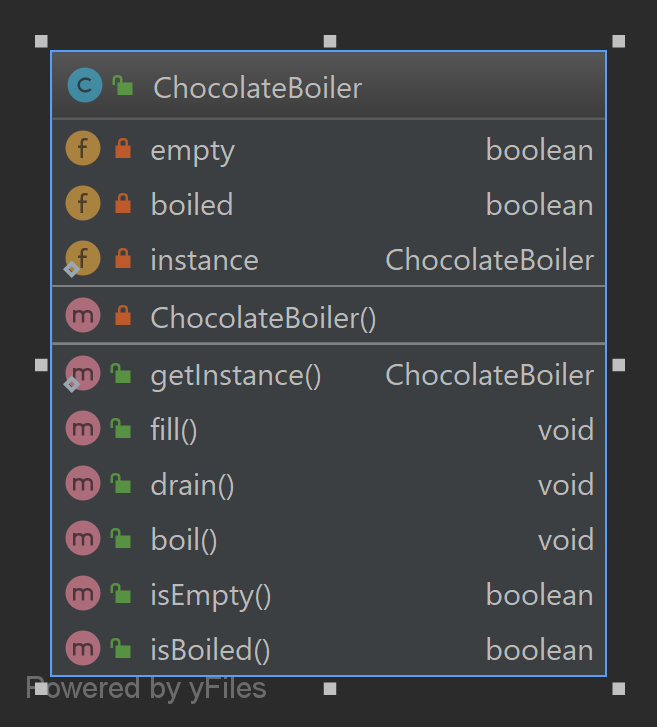 C ChocolateBoiler
f empty boolean
f boiled boolean
f instance ChocolateBoiler
m ChocolateBoiler()
m getInstance() ChocolateBoiler
m fill() void
m drain() void
m boil() void
m isEmpty() boolean
m isBoiled() boolean
Powered by yFiles